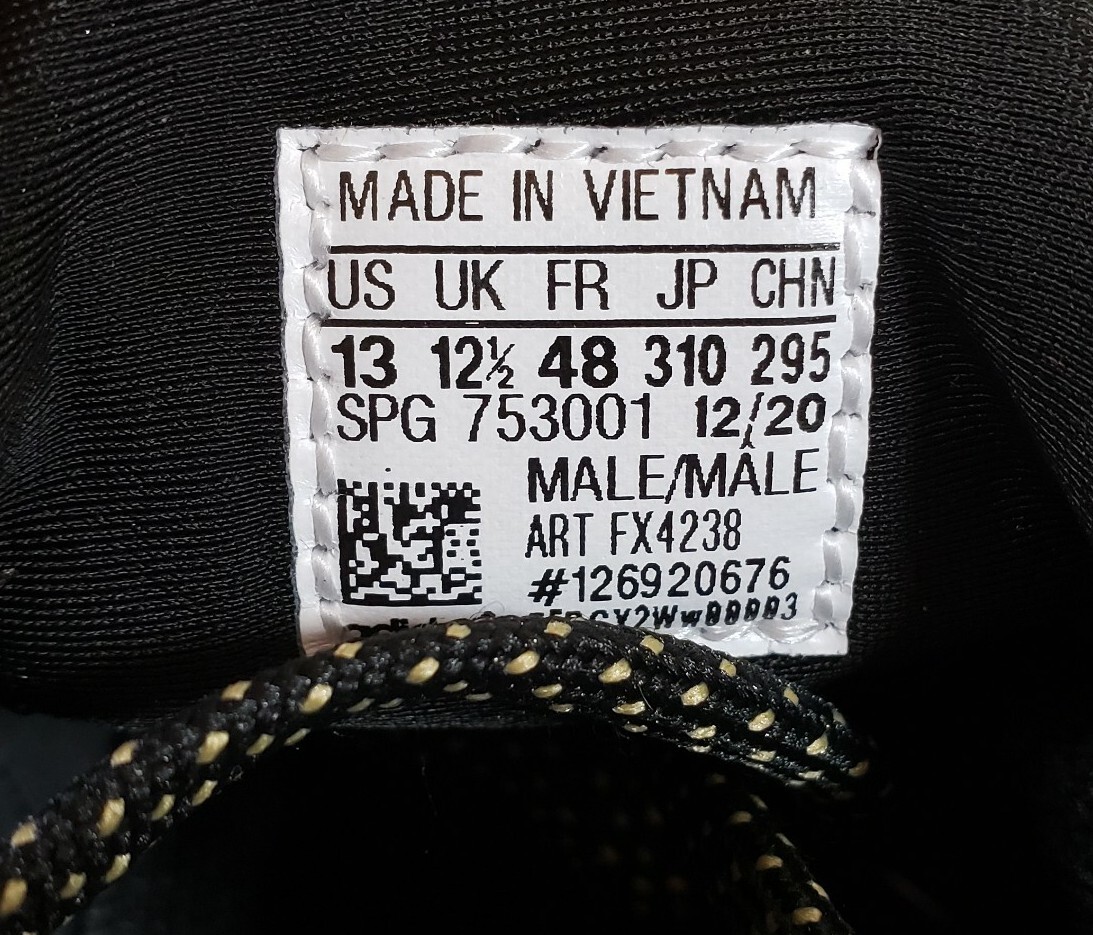 MADE IN VIETNAM
US UK FR JP CHN
13 12½ 48 310 295
SPG 753001 12/20
MALE/MÂLE
ART FX4238
#126920676